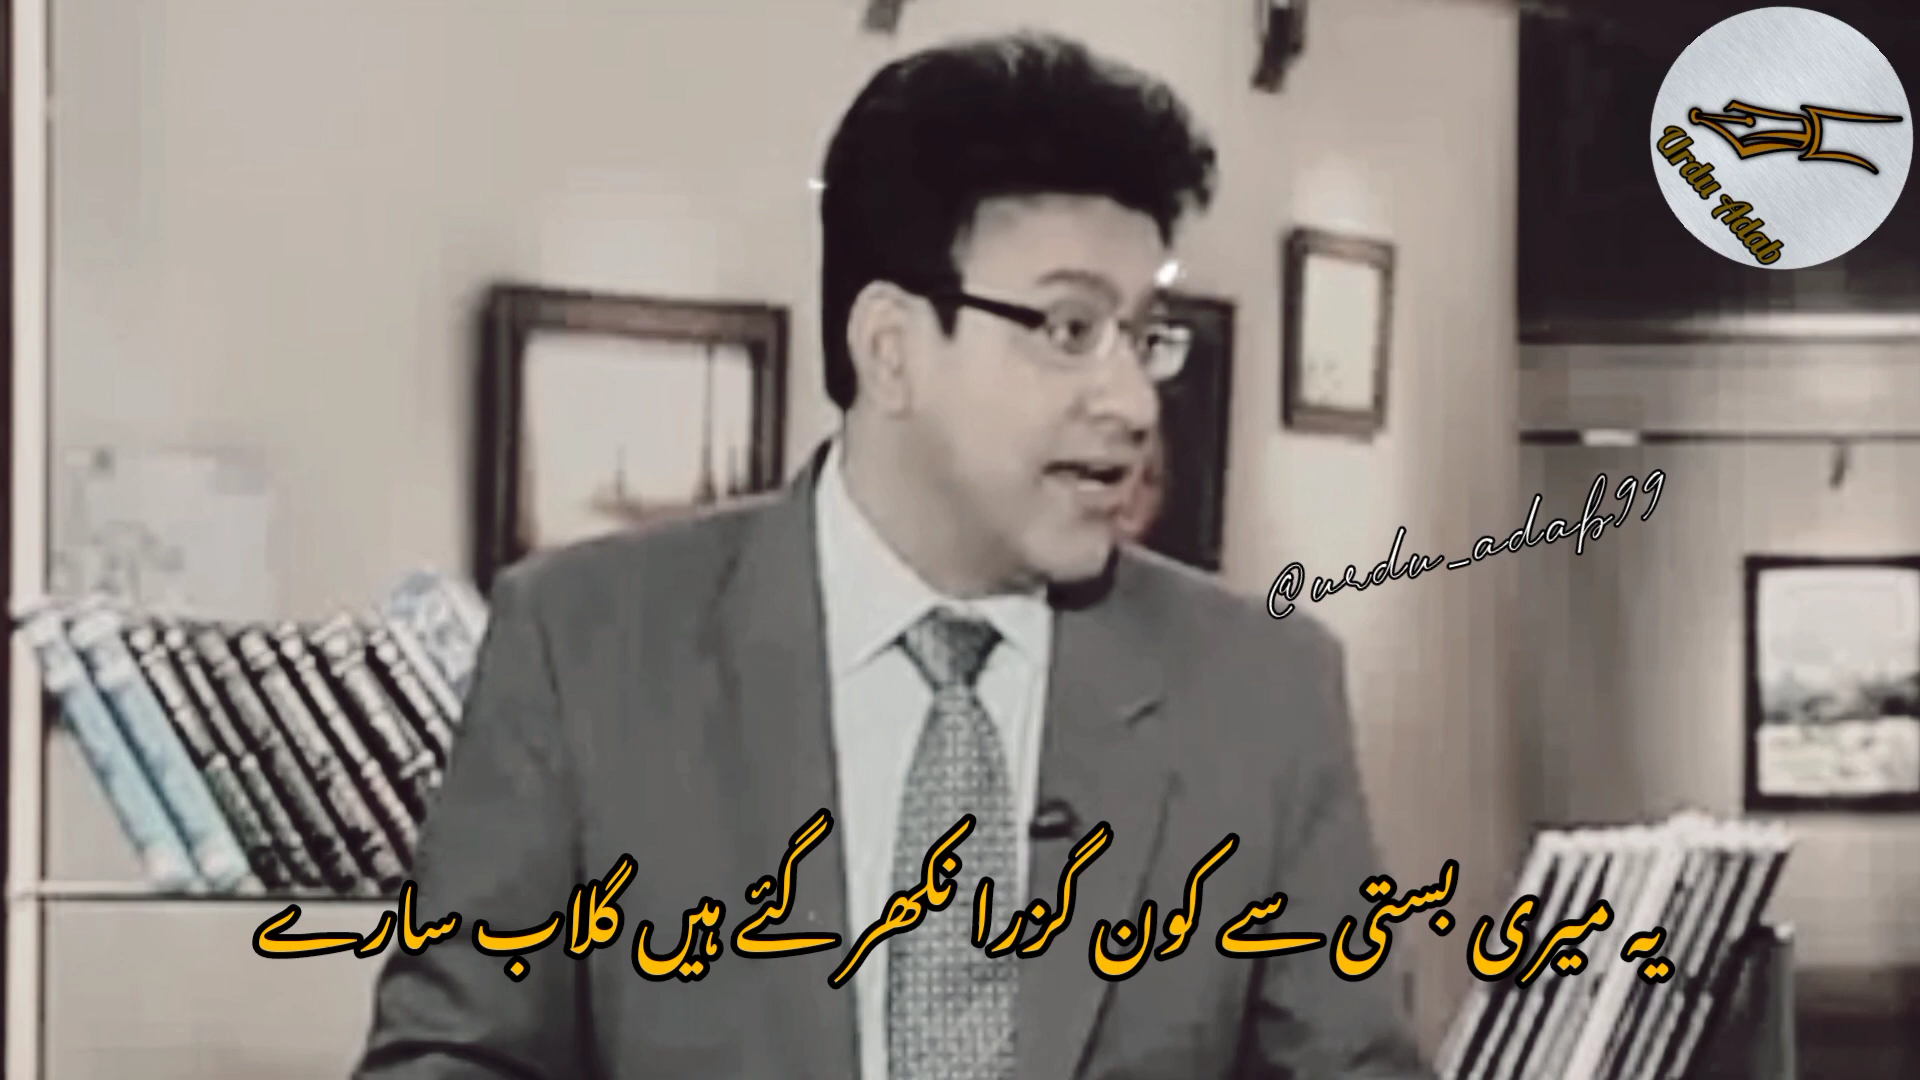 Urdu Adab
@urdu_adab99
یہ میری بستی سے کون گزرا نکھر گئے ہیں گلاب سارے